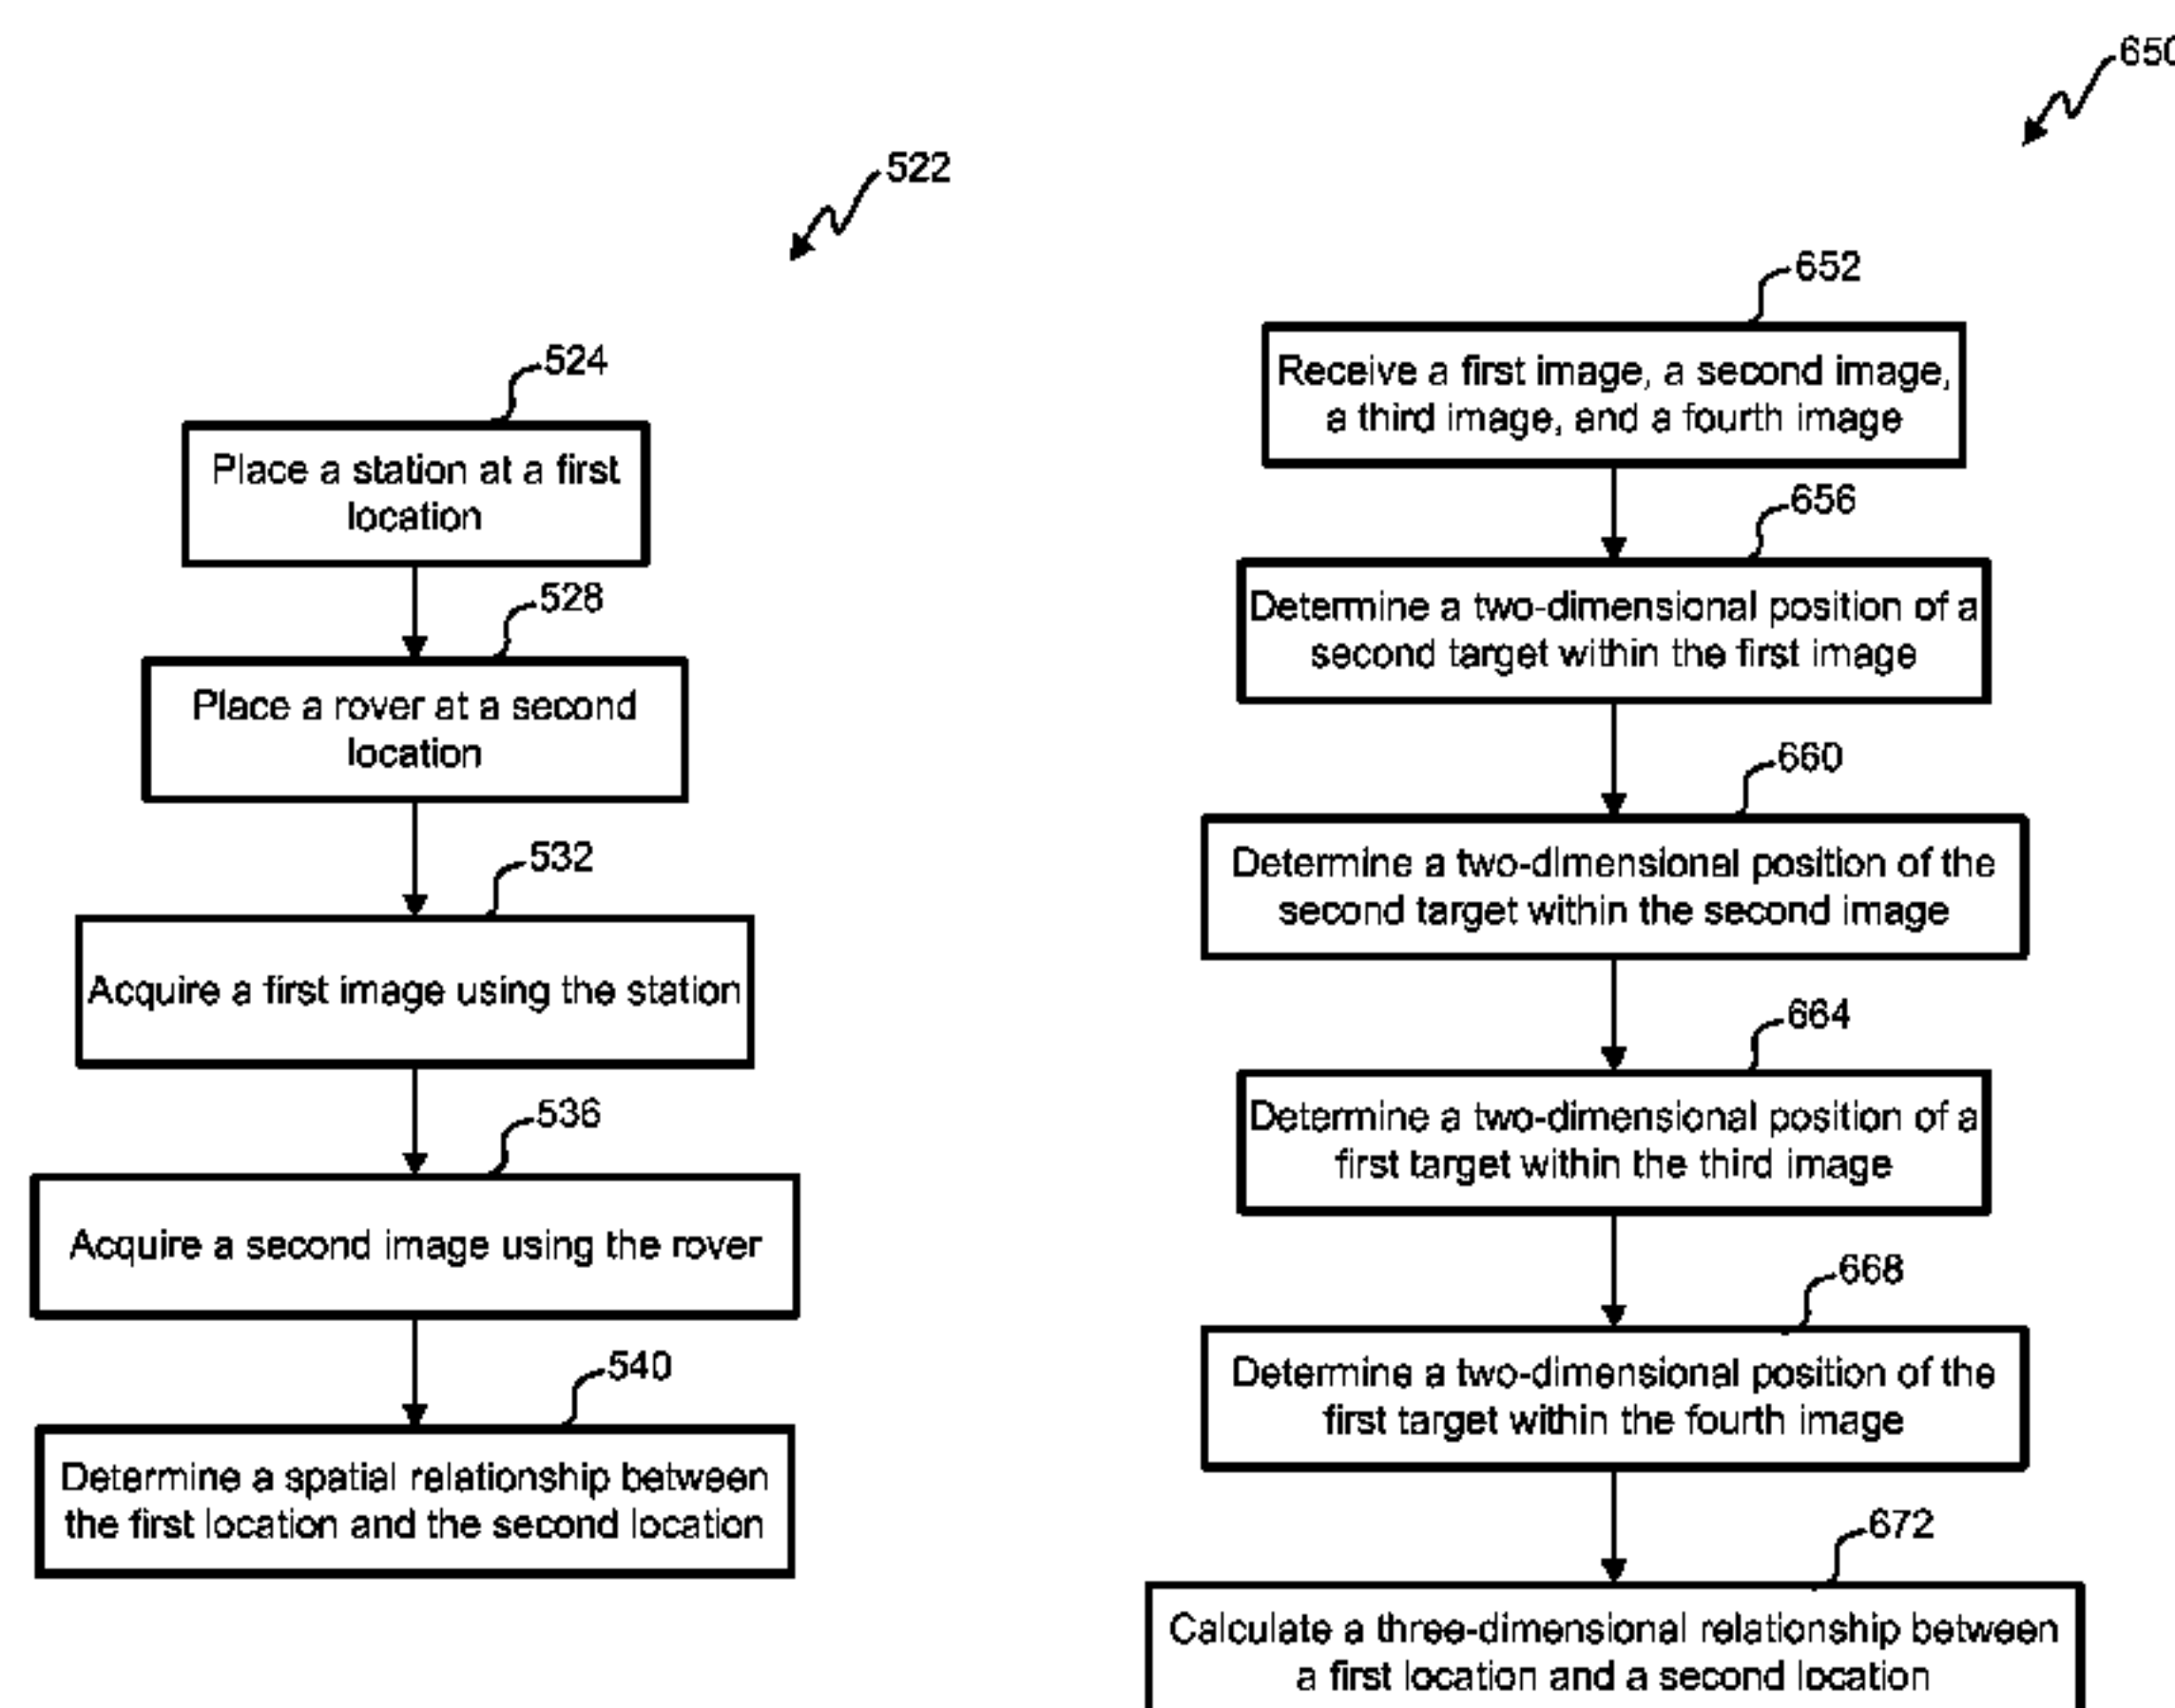 522
524
Place a station at a first
location
528
Place a rover at a second
location
532
Acquire a first image using the station
536
Acquire a second image using the rover
540
Determine a spatial relationship between
the first location and the second location
650
652
Receive a first image, a second image,
a third image, and a fourth image
656
Determine a two-dimensional position of a
second target within the first image
660
Determine a two-dimensional position of the
second target within the second image
664
Determine a two-dimensional position of a
first target within the third image
668
Determine a two-dimensional position of the
first target within the fourth image
672
Calculate a three-dimensional relationship between
a first location and a second location